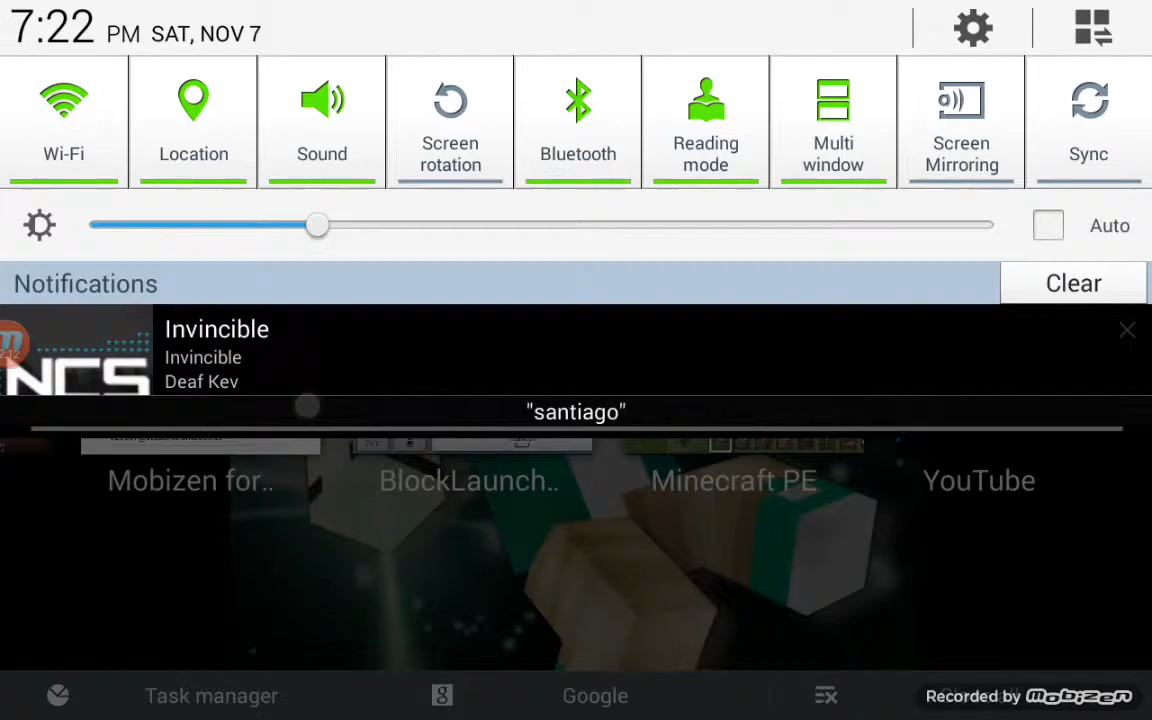 7:22 PM SAT, NOV 7
Wi-Fi
Location
Sound
Screen
rotation
Bluetooth
Reading
mode
Multi
window
Screen
Mirroring
Sync
Auto
Notifications
Clear
NCS
Invincible
Invincible
Deaf Kev
"santiago"
Mobizen for..
BlockLaunch..
Minecraft PE
YouTube
Task manager
Google
Recorded by mobizen